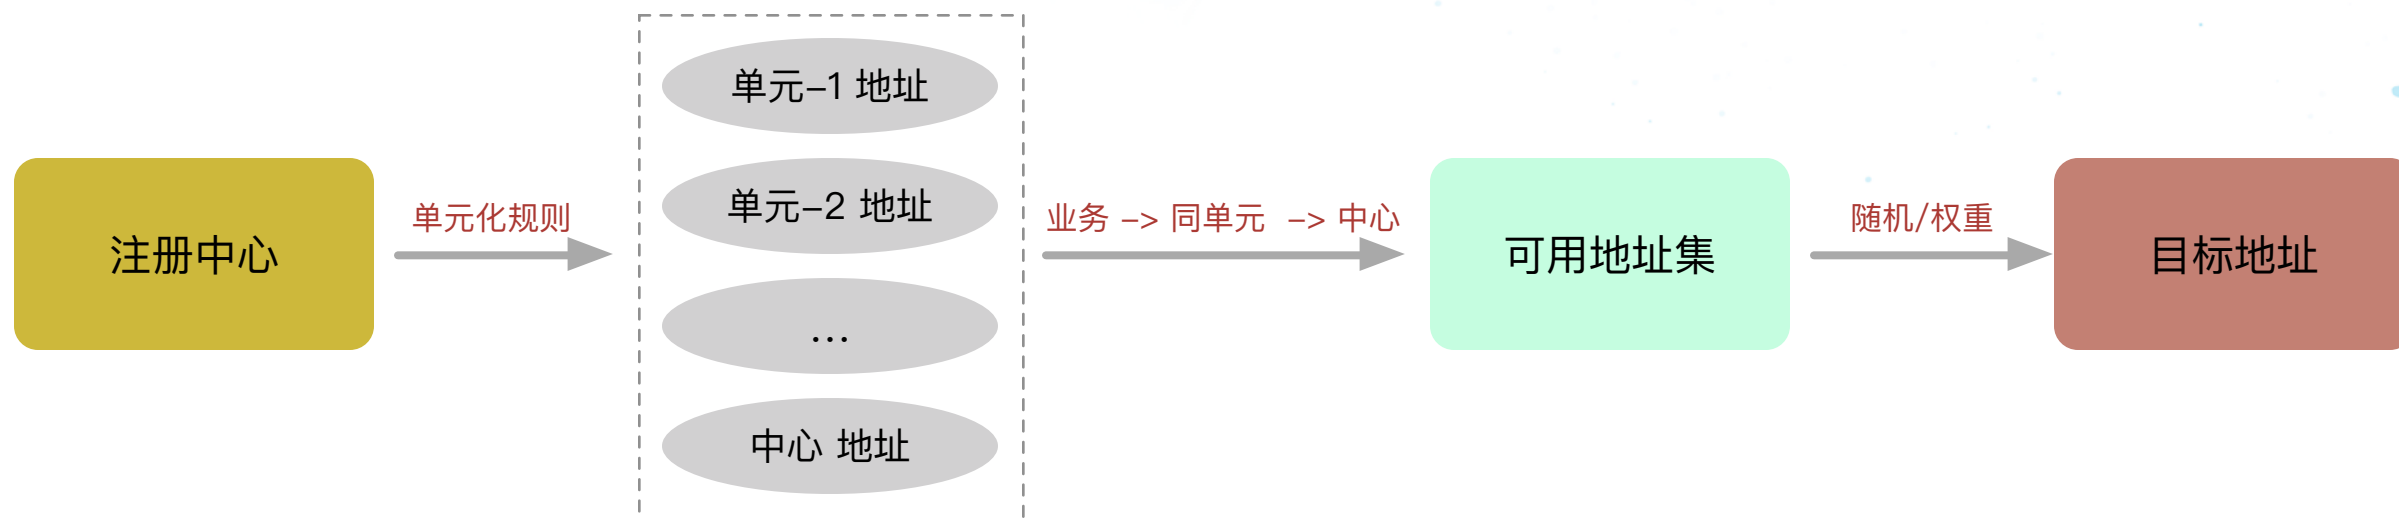 单元-1 地址
单元-2 地址
单元化规则
业务 -> 同单元 -> 中心
随机/权重
注册中心
可用地址集
目标地址
...
中心 地址